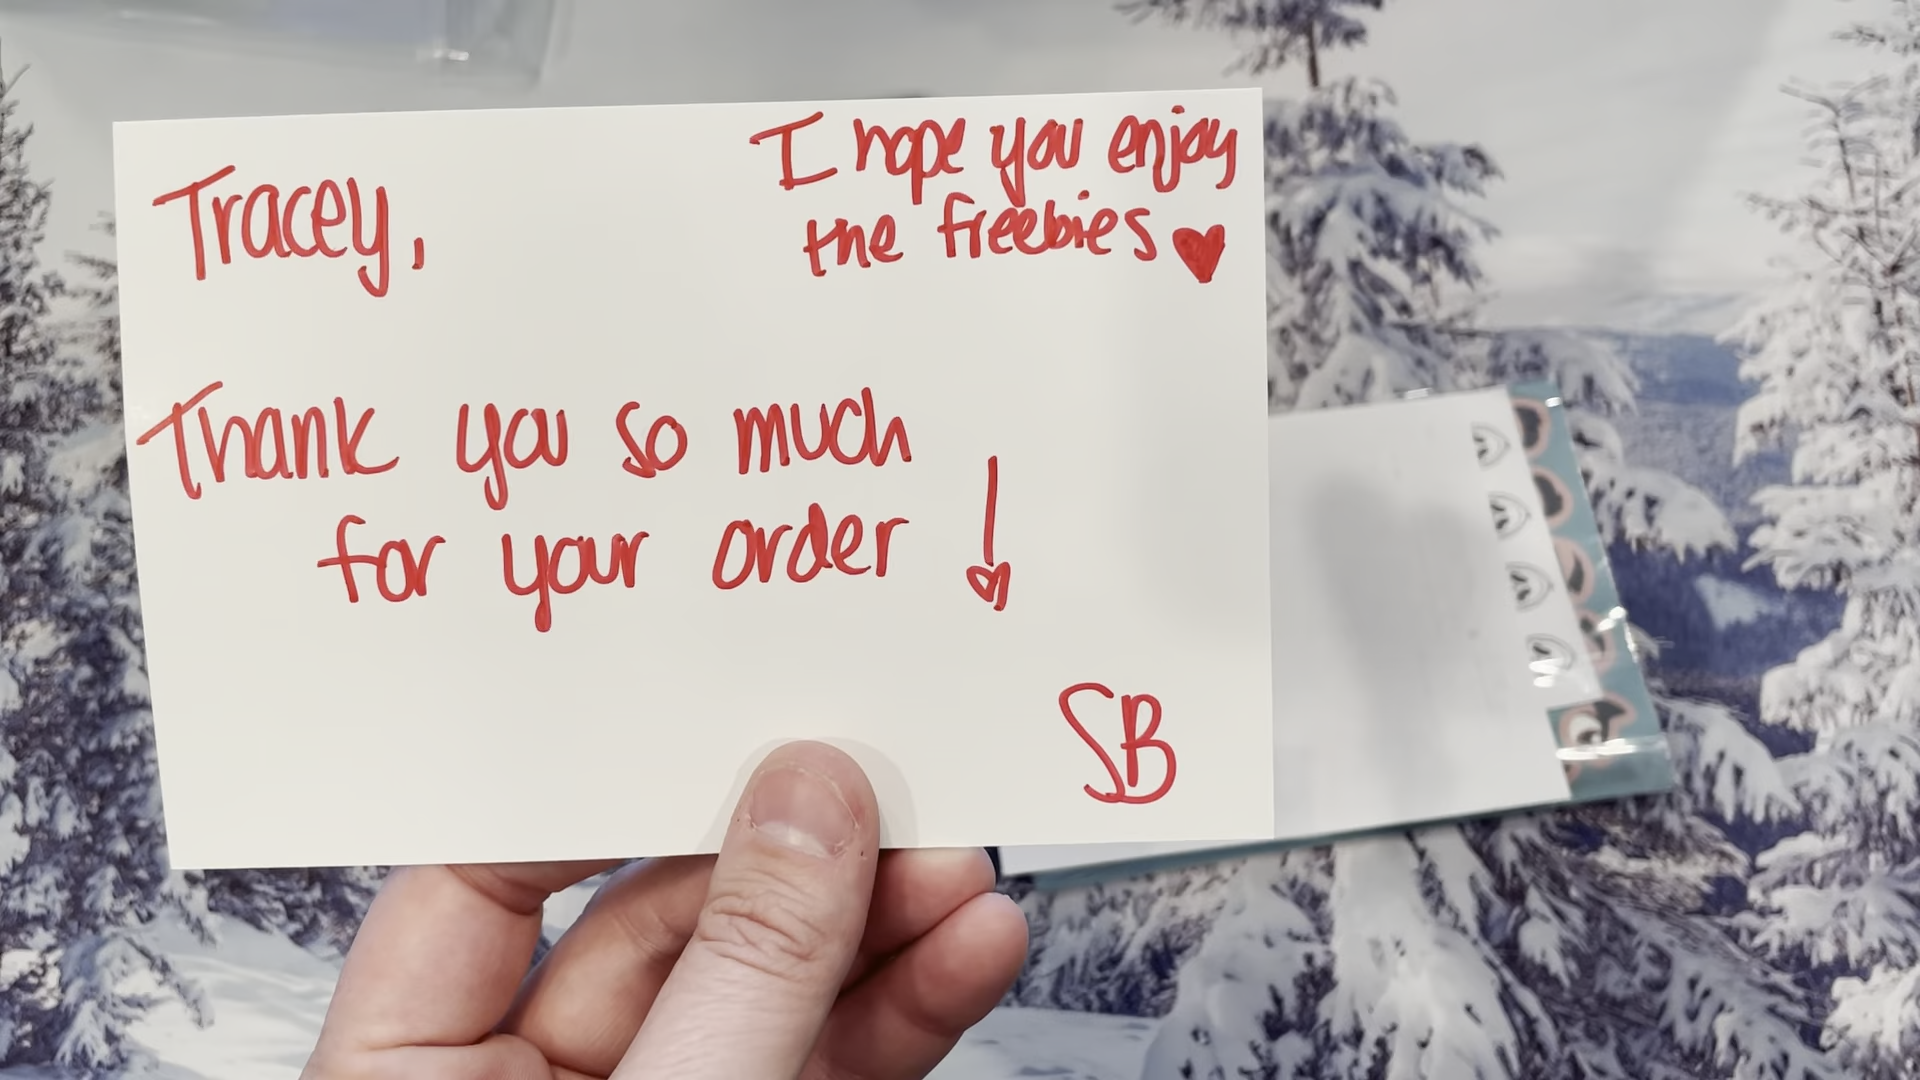 Tracey,
I hope you enjoy
the freebies ♥
Thank you so much
for your order!
SB